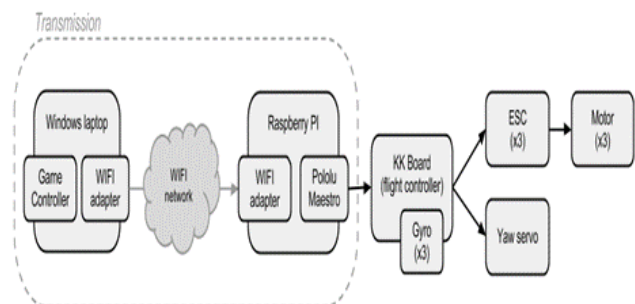 Transmission
Windows laptop
Game
Controller
WIFI
adapter
WIFI
network
Raspberry PI
WIFI
adapter
Pololu
Maestro
KK Board
(flight controller)
Gyro
(x3)
ESC
(x3)
Motor
(x3)
Yaw servo